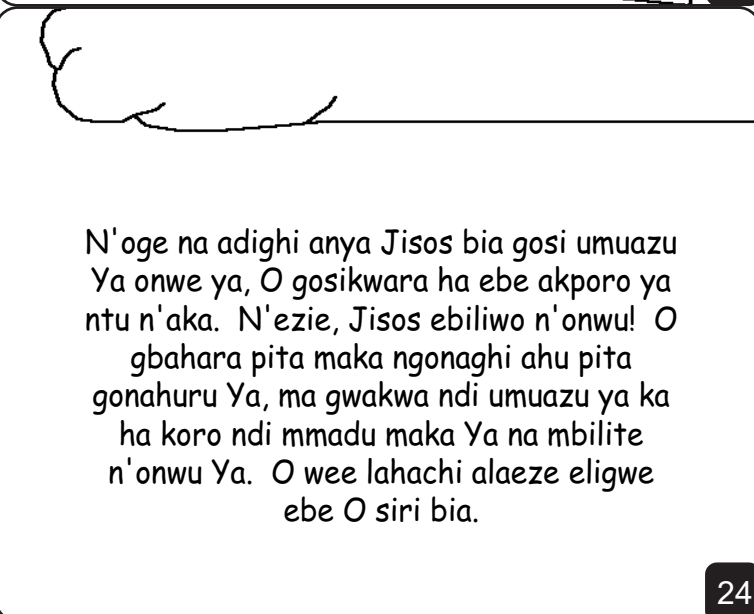 N'oge na adighi anya Jisos bia gosi umuazu
Ya onwe ya, O gosikwara ha ebe akporo ya
ntu n'aka.  N'ezie, Jisos ebiliwo n'onwu!  O
gbahara pita maka ngonaghi ahu pita
gonahuru Ya, ma gwakwa ndi umuazu ya ka
ha koro ndi mmadu maka Ya na mbilite
n'onwu Ya.  O wee lahachi alaeze eligwe
ebe O siri bia.
24